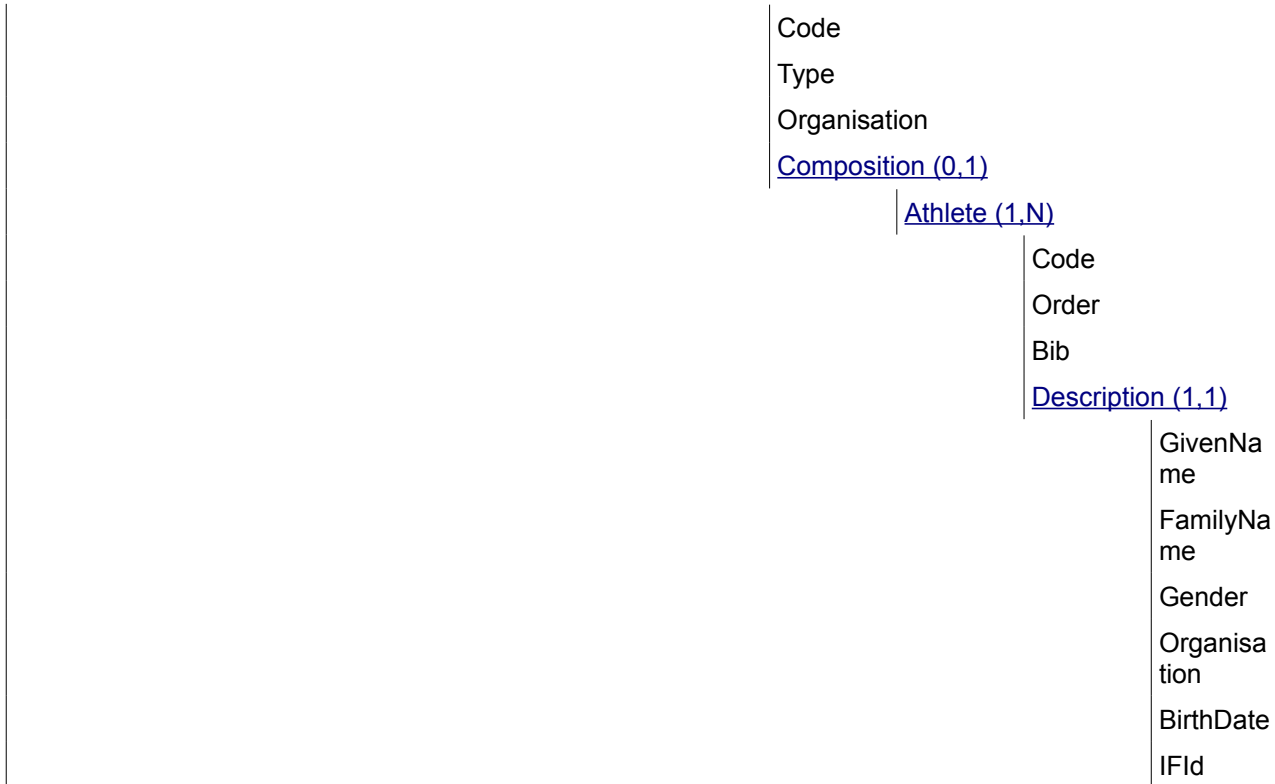 Code
Type
Organisation
Composition (0,1)
Athlete (1,N)
Code
Order
Bib
Description (1,1)
GivenNa
me
FamilyNa
me
Gender
Organisa
tion
BirthDate
IFId